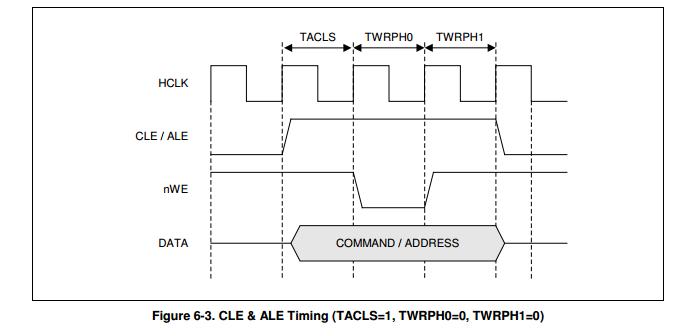 TACLS TWRPH0 TWRPH1
HCLK
CLE / ALE
nWE
DATA COMMAND / ADDRESS
Figure 6-3. CLE & ALE Timing (TACLS=1, TWRPH0=0, TWRPH1=0)